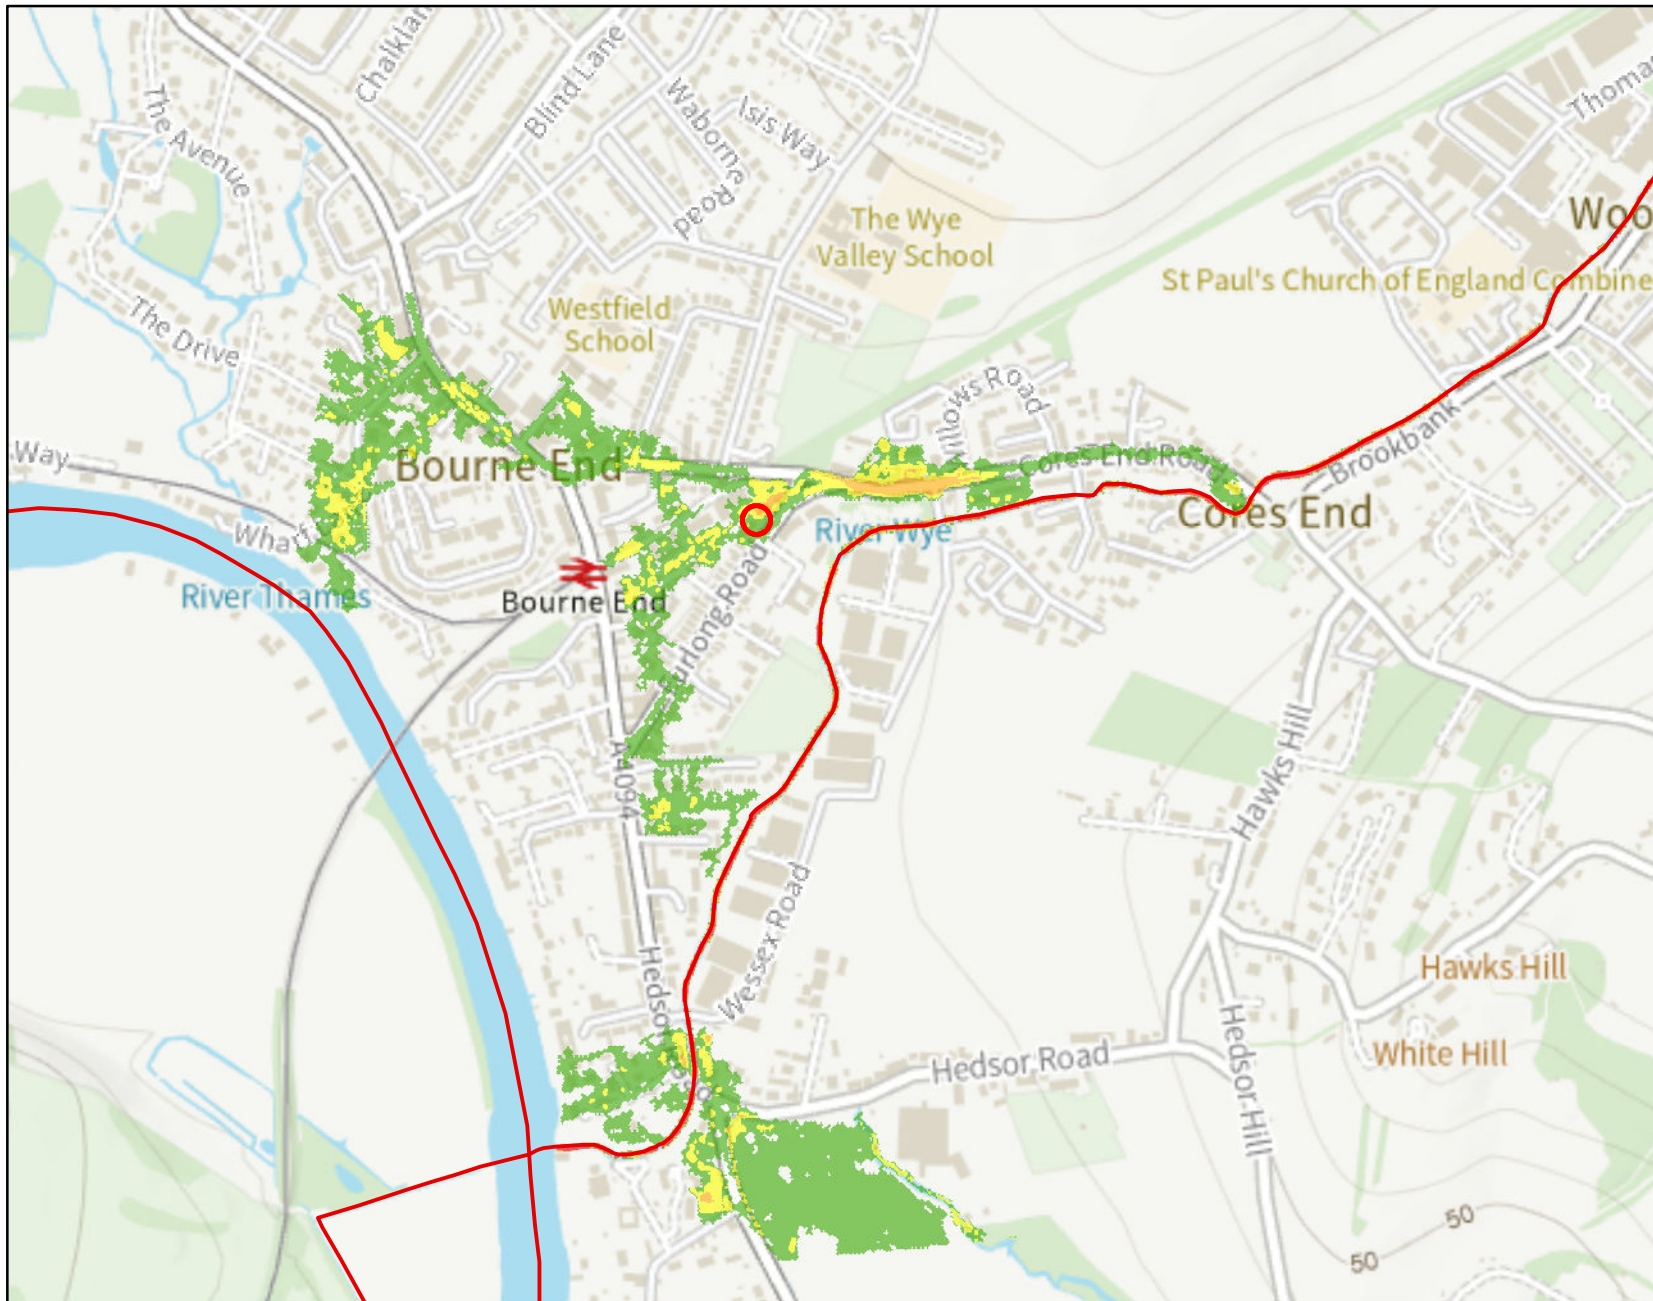 Chalklan
Blind Lane
Waborne Road
Isis Way
Thoma
The Avenue
The Wye
Valley School
Woo
St Paul's Church of England Combine
Westfield
School
The Drive
Willows Road
Way
Bourne End
Cores End Road
Brookbank
Cores End
River Wye
Wharf
River Thames
Bourne End
Furlong Road
A4094
Hawks Hill
Wessex Road
Hawks Hill
White Hill
Hedsor Road
Hedsor Hill
50
50